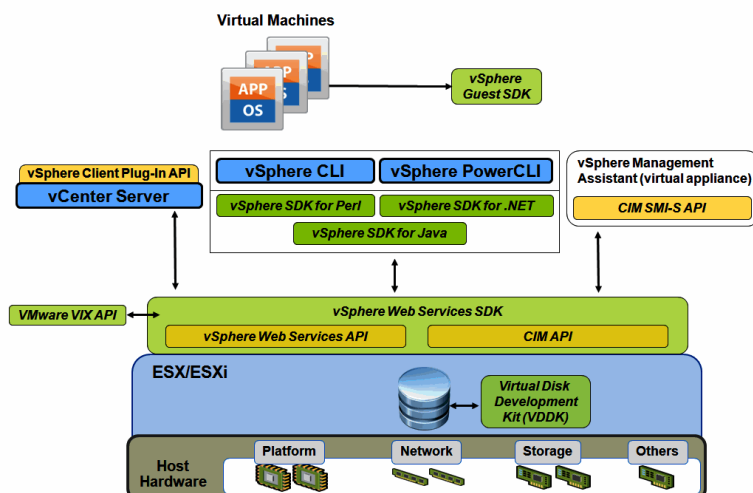 Virtual Machines
APP
APP
APP
OS
vSphere
Guest SDK
vSphere Client Plug-In API
vCenter Server
vSphere CLI
vSphere PowerCLI
vSphere SDK for Perl
vSphere SDK for .NET
vSphere SDK for Java
vSphere Management
Assistant (virtual appliance)
CIM SMI-S API
VMware VIX API
vSphere Web Services SDK
vSphere Web Services API
CIM API
ESX/ESXi
Virtual Disk
Development
Kit (VDDK)
Host
Hardware
Platform
Network
Storage
Others